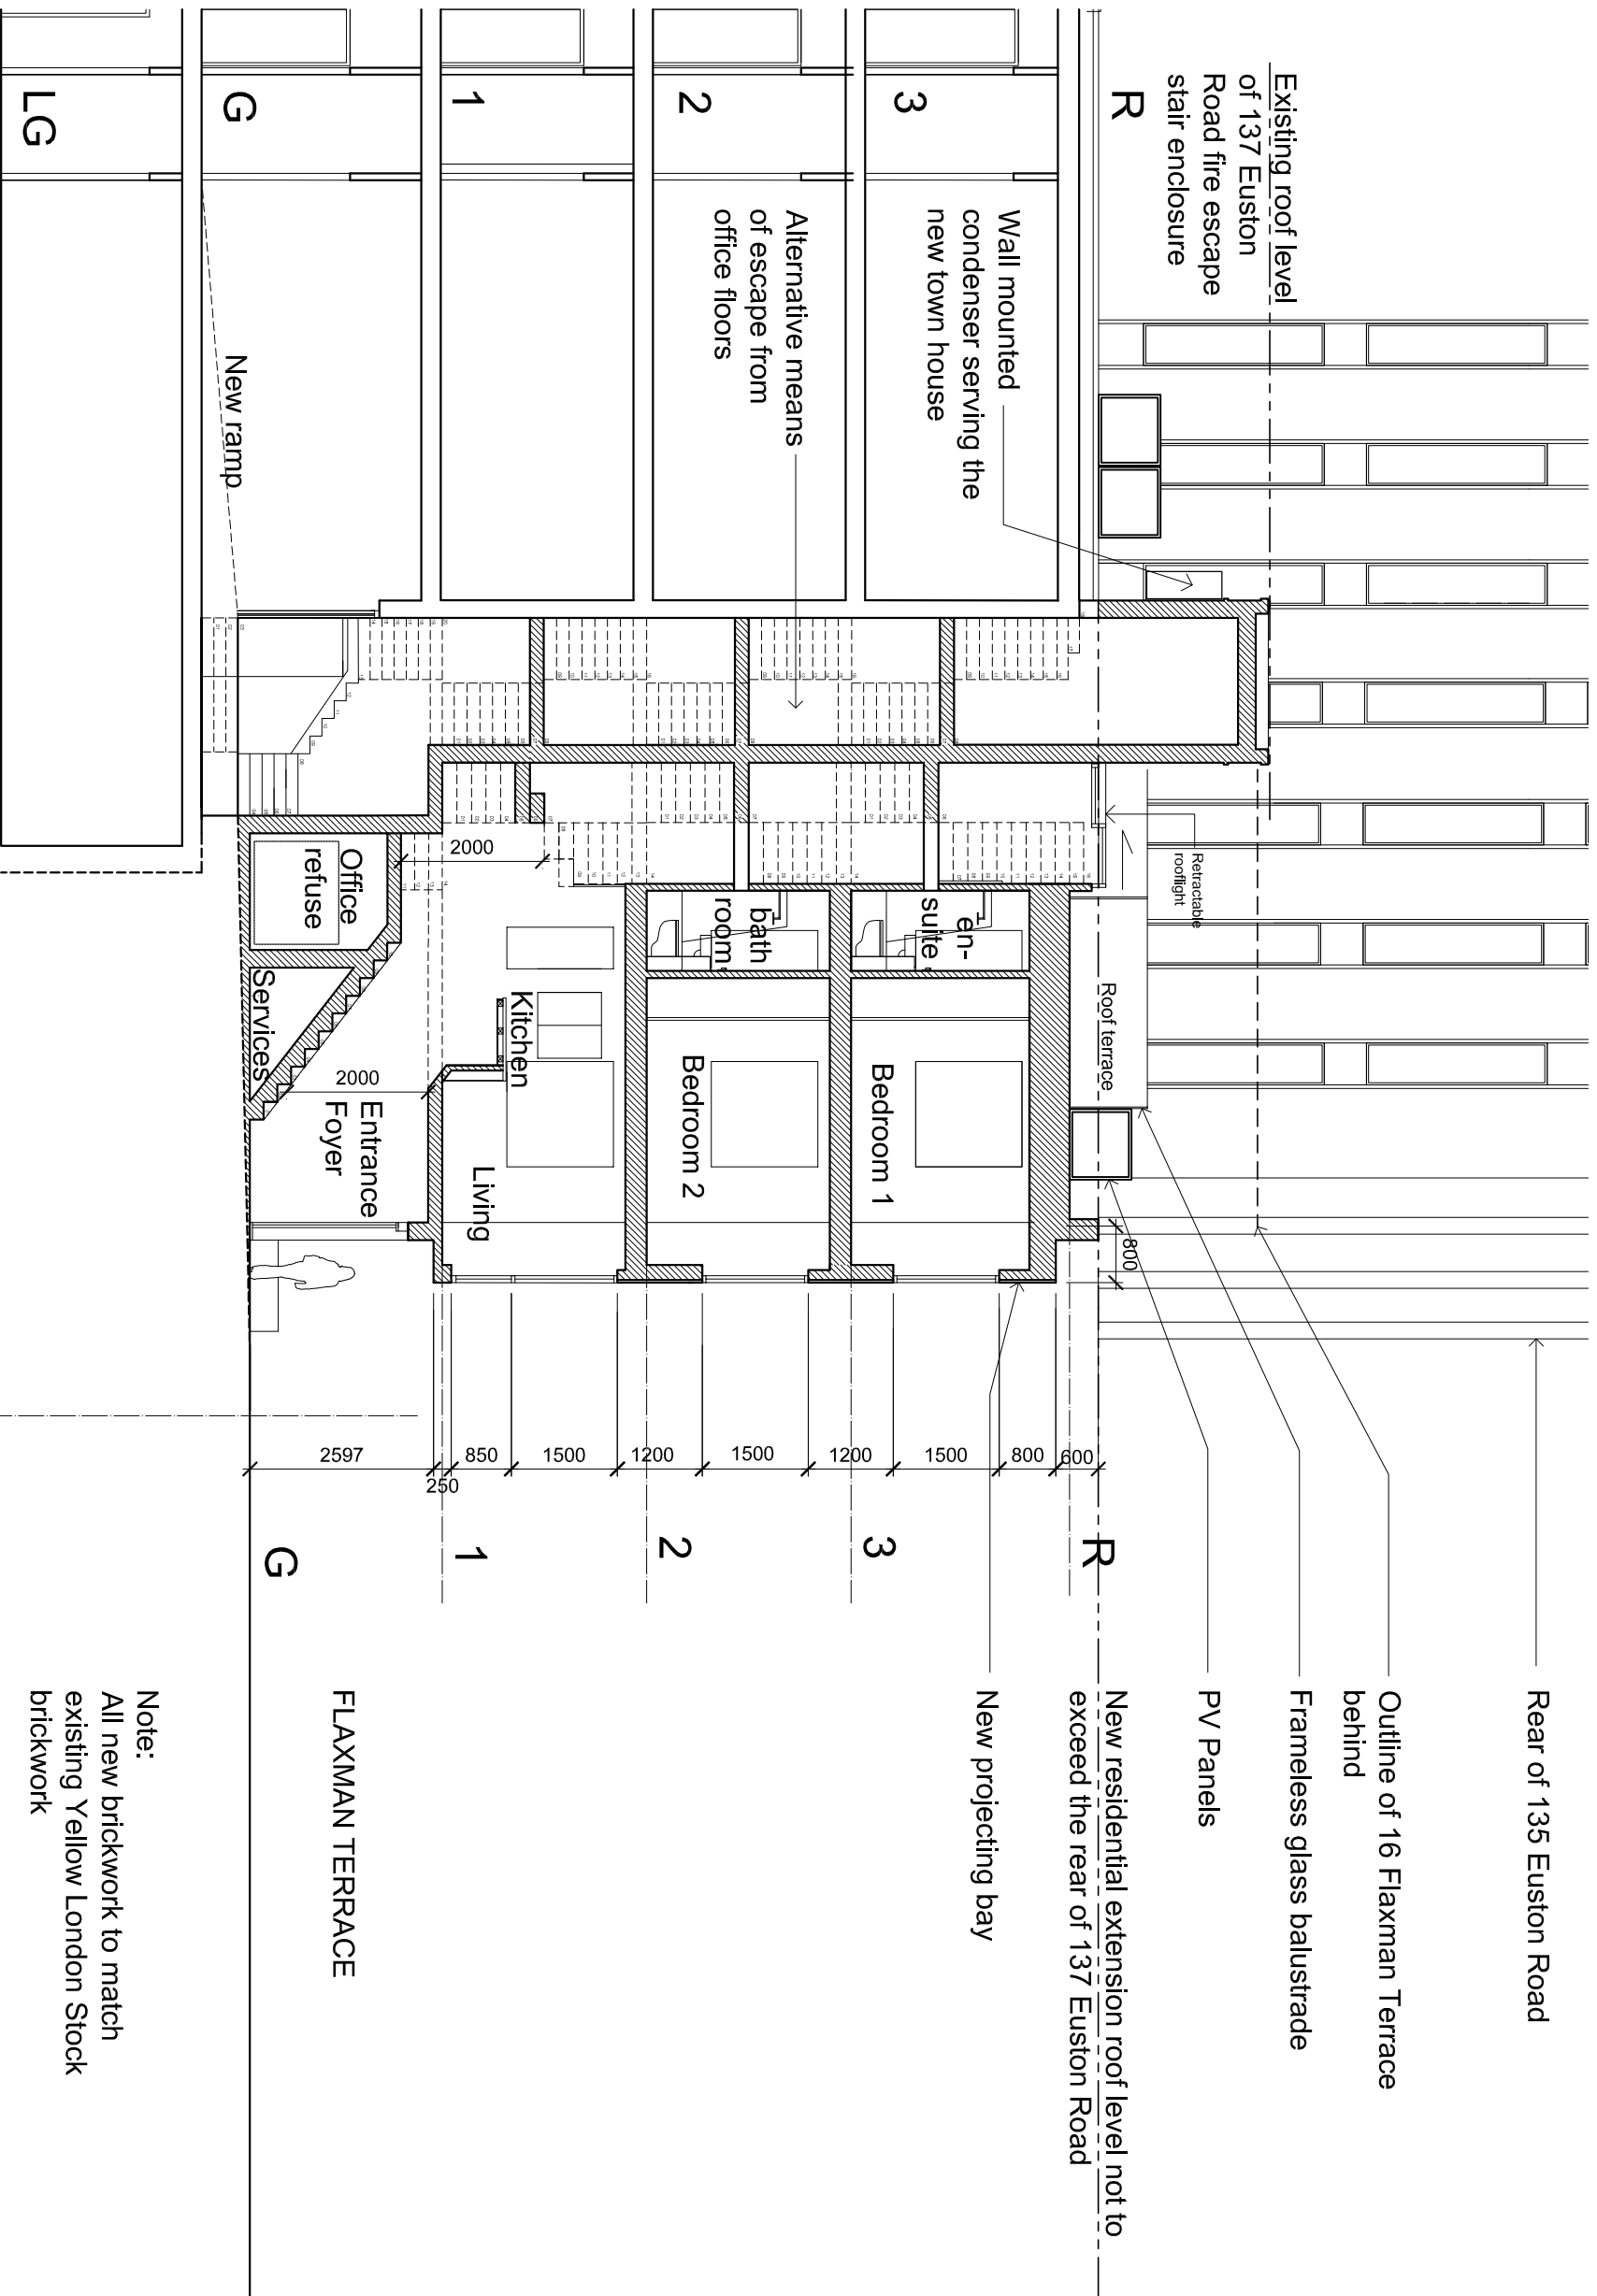 Existing roof level
of 137 Euston
Road fire escape
stair enclosure
R
3
2
1
G
LG
Wall mounted
condenser serving the
new town house
Alternative means
of escape from
office floors
New ramp
Retractable
rooflight
Roof terrace
en-
suite
bath
room
Bedroom 1
Bedroom 2
Kitchen
Living
2000
Office
refuse
Services
2000
Entrance
Foyer
800
600
800
1500
1200
1500
1200
1500
850
250
2597
R
3
2
1
G
Rear of 135 Euston Road
Outline of 16 Flaxman Terrace
behind
Frameless glass balustrade
PV Panels
New residential extension roof level not to
exceed the rear of 137 Euston Road
New projecting bay
FLAXMAN TERRACE
Note:
All new brickwork to match
existing Yellow London Stock
brickwork